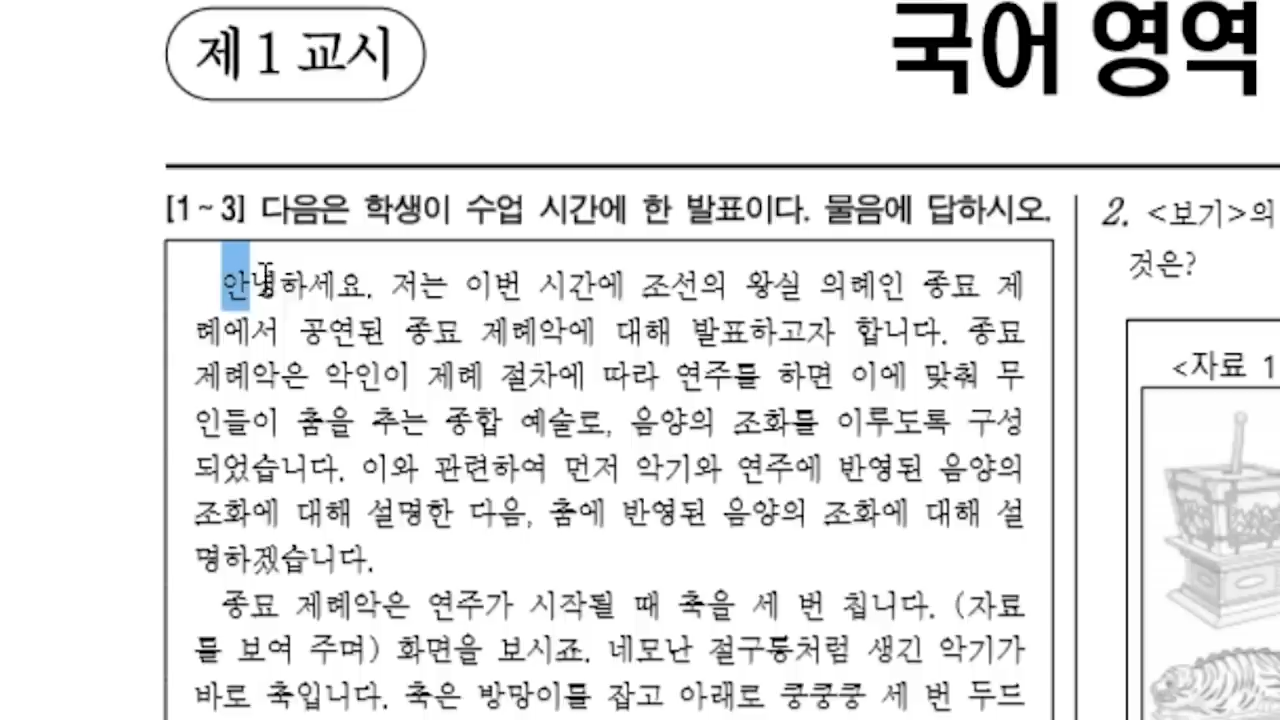 제 1 교시
국어 영역
[1~3] 다음은 학생이 수업 시간에 한 발표이다. 물음에 답하시오.
안녕하세요. 저는 이번 시간에 조선의 왕실 의례인 종묘 제
례에서 공연된 종묘 제례악에 대해 발표하고자 합니다. 종묘
제례악은 악인이 제례 절차에 따라 연주를 하면 이에 맞춰 무
인들이 춤을 추는 종합 예술로, 음양의 조화를 이루도록 구성
되었습니다. 이와 관련하여 먼저 악기와 연주에 반영된 음양의
조화에 대해 설명한 다음, 춤에 반영된 음양의 조화에 대해 설
명하겠습니다.
종묘 제례악은 연주가 시작될 때 축을 세 번 칩니다. (자료
를 보여 주며) 화면을 보시죠. 네모난 절구통처럼 생긴 악기가
바로 축입니다. 축은 방망이를 잡고 아래로 쿵쿵쿵 세 번 두드
2. <보기>의
것은?
<자료 1